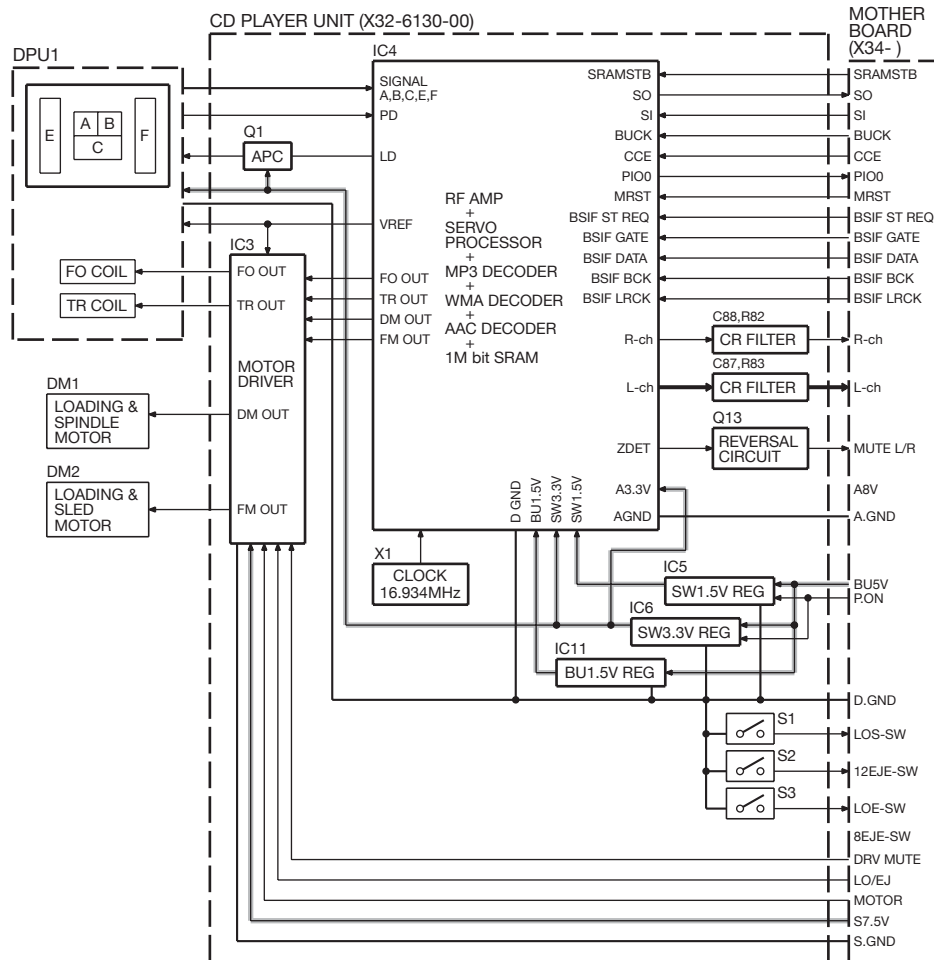 CD PLAYER UNIT (X32-6130-00)
MOTHER
BOARD
(X34- )
DPU1
E
A
B
C
F
FO COIL
TR COIL
DM1
LOADING &
SPINDLE
MOTOR
DM2
LOADING &
SLED
MOTOR
Q1
APC
IC3
FO OUT
TR OUT
MOTOR
DRIVER
DM OUT
FM OUT
IC4
SIGNAL
A,B,C,E,F
PD
LD
VREF
FO OUT
TR OUT
DM OUT
FM OUT
RF AMP
+
SERVO
PROCESSOR
+
MP3 DECODER
+
WMA DECODER
+
AAC DECODER
+
1M bit SRAM
SRAMSTB
SO
SI
BUCK
CCE
PIO0
MRST
BSIF ST REQ
BSIF GATE
BSIF DATA
BSIF BCK
BSIF LRCK
R-ch
L-ch
ZDET
A3.3V
AGND
D GND
BU1.5V
SW3.3V
SW1.5V
C88,R82
CR FILTER
C87,R83
CR FILTER
Q13
REVERSAL
CIRCUIT
X1
CLOCK
16.934MHz
IC5
SW1.5V REG
IC6
SW3.3V REG
IC11
BU1.5V REG
S1
S2
S3
SRAMSTB
SO
SI
BUCK
CCE
PIO0
MRST
BSIF ST REQ
BSIF GATE
BSIF DATA
BSIF BCK
BSIF LRCK
R-ch
L-ch
MUTE L/R
A8V
A.GND
BU5V
P.ON
D.GND
LOS-SW
12EJE-SW
LOE-SW
8EJE-SW
DRV MUTE
LO/EJ
MOTOR
S7.5V
S.GND